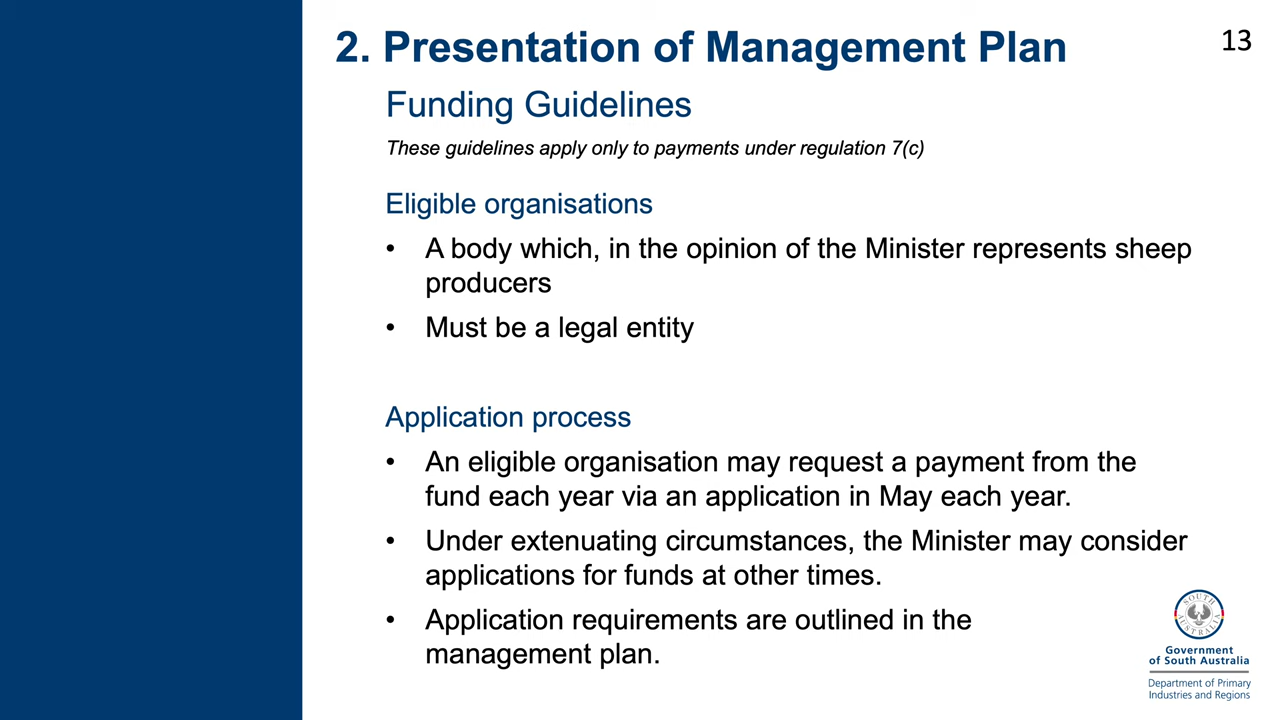 2. Presentation of Management Plan
13
Funding Guidelines
These guidelines apply only to payments under regulation 7(c)
Eligible organisations
• A body which, in the opinion of the Minister represents sheep
producers
• Must be a legal entity
Application process
• An eligible organisation may request a payment from the
fund each year via an application in May each year.
• Under extenuating circumstances, the Minister may consider
applications for funds at other times.
• Application requirements are outlined in the
management plan.
SOUTH
AUSTRALIA
Government
of South Australia
Department of Primary
Industries and Regions